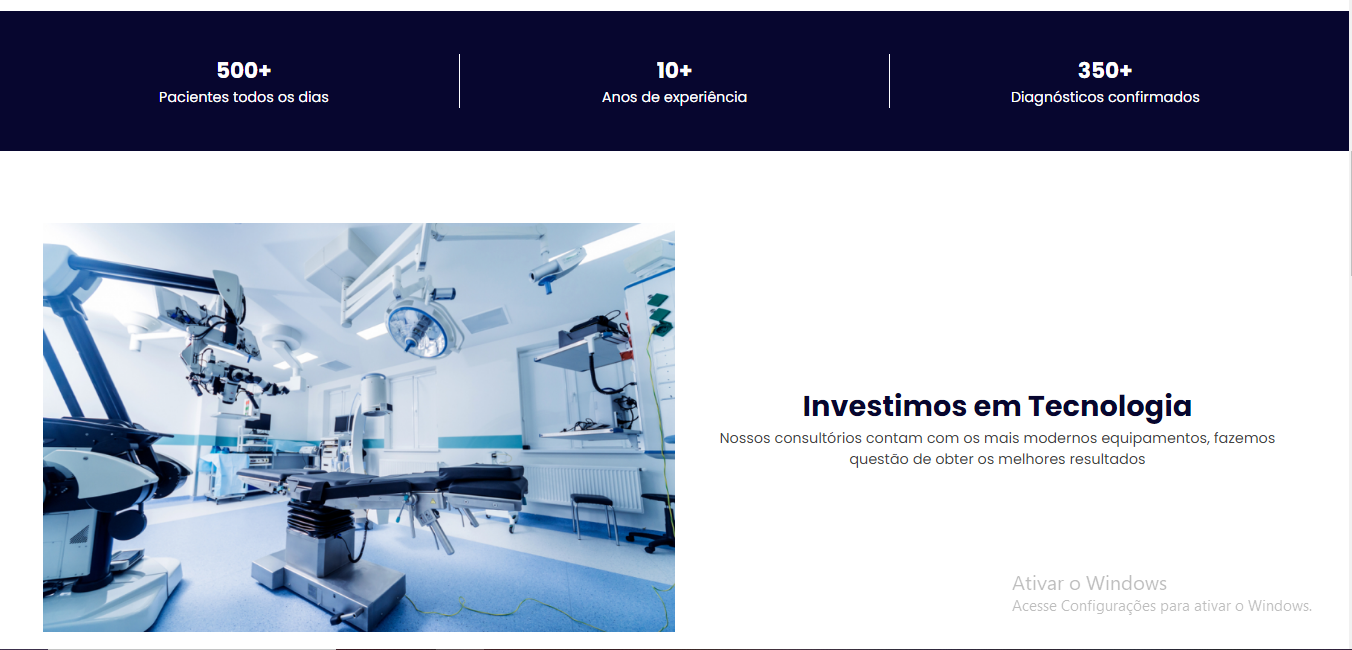 500+
Pacientes todos os dias
10+
Anos de experiência
350+
Diagnósticos confirmados
Investimos em Tecnologia
Nossos consultórios contam com os mais modernos equipamentos, fazemos
questão de obter os melhores resultados
Ativar o Windows
Acesse Configurações para ativar o Windows.